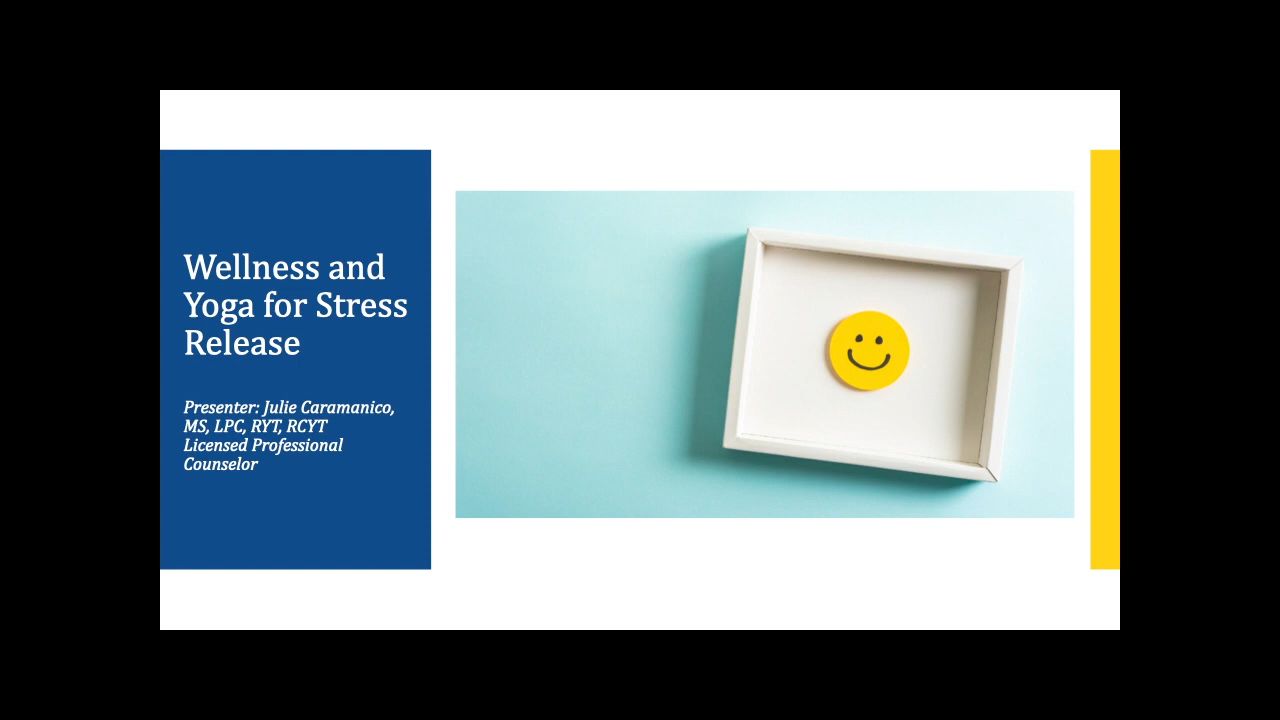 Wellness and
Yoga for Stress
Release
Presenter: Julie Caramanico,
MS, LPC, RYT, RCYT
Licensed Professional
Counselor